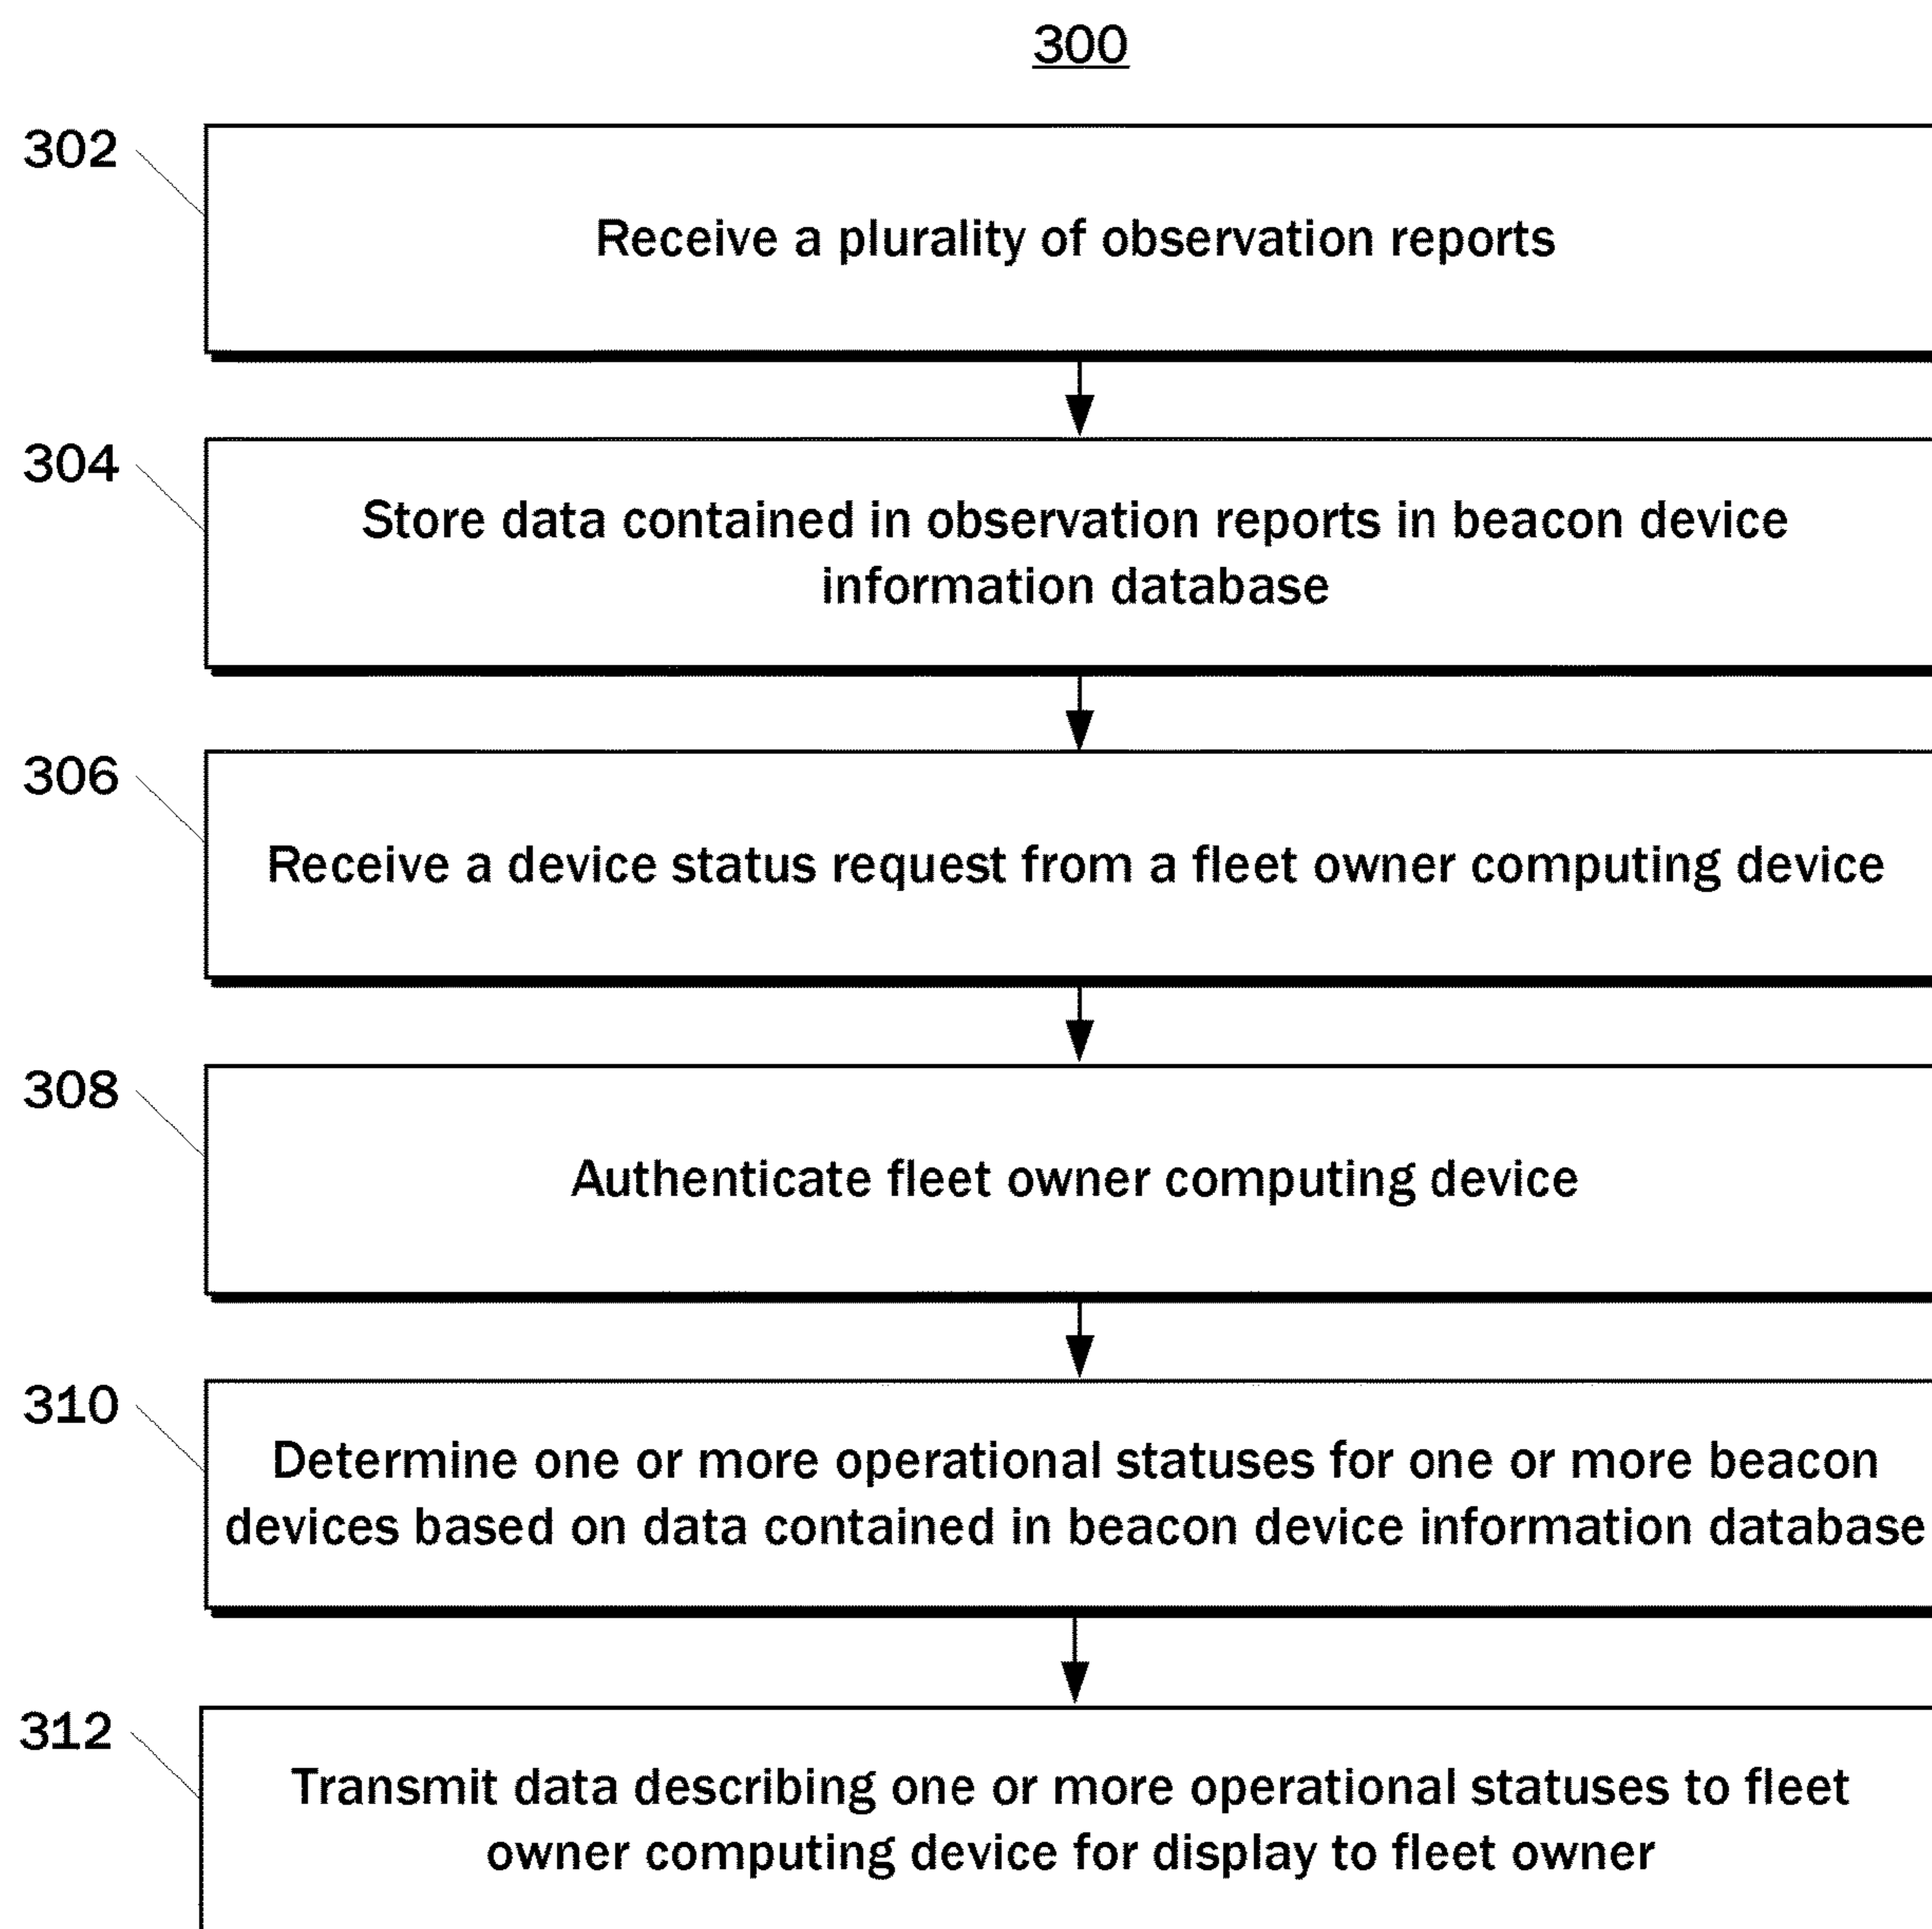 300
302
Receive a plurality of observation reports
304
Store data contained in observation reports in beacon device
information database
306
Receive a device status request from a fleet owner computing device
308
Authenticate fleet owner computing device
310
Determine one or more operational statuses for one or more beacon
devices based on data contained in beacon device information database
312
Transmit data describing one or more operational statuses to fleet
owner computing device for display to fleet owner